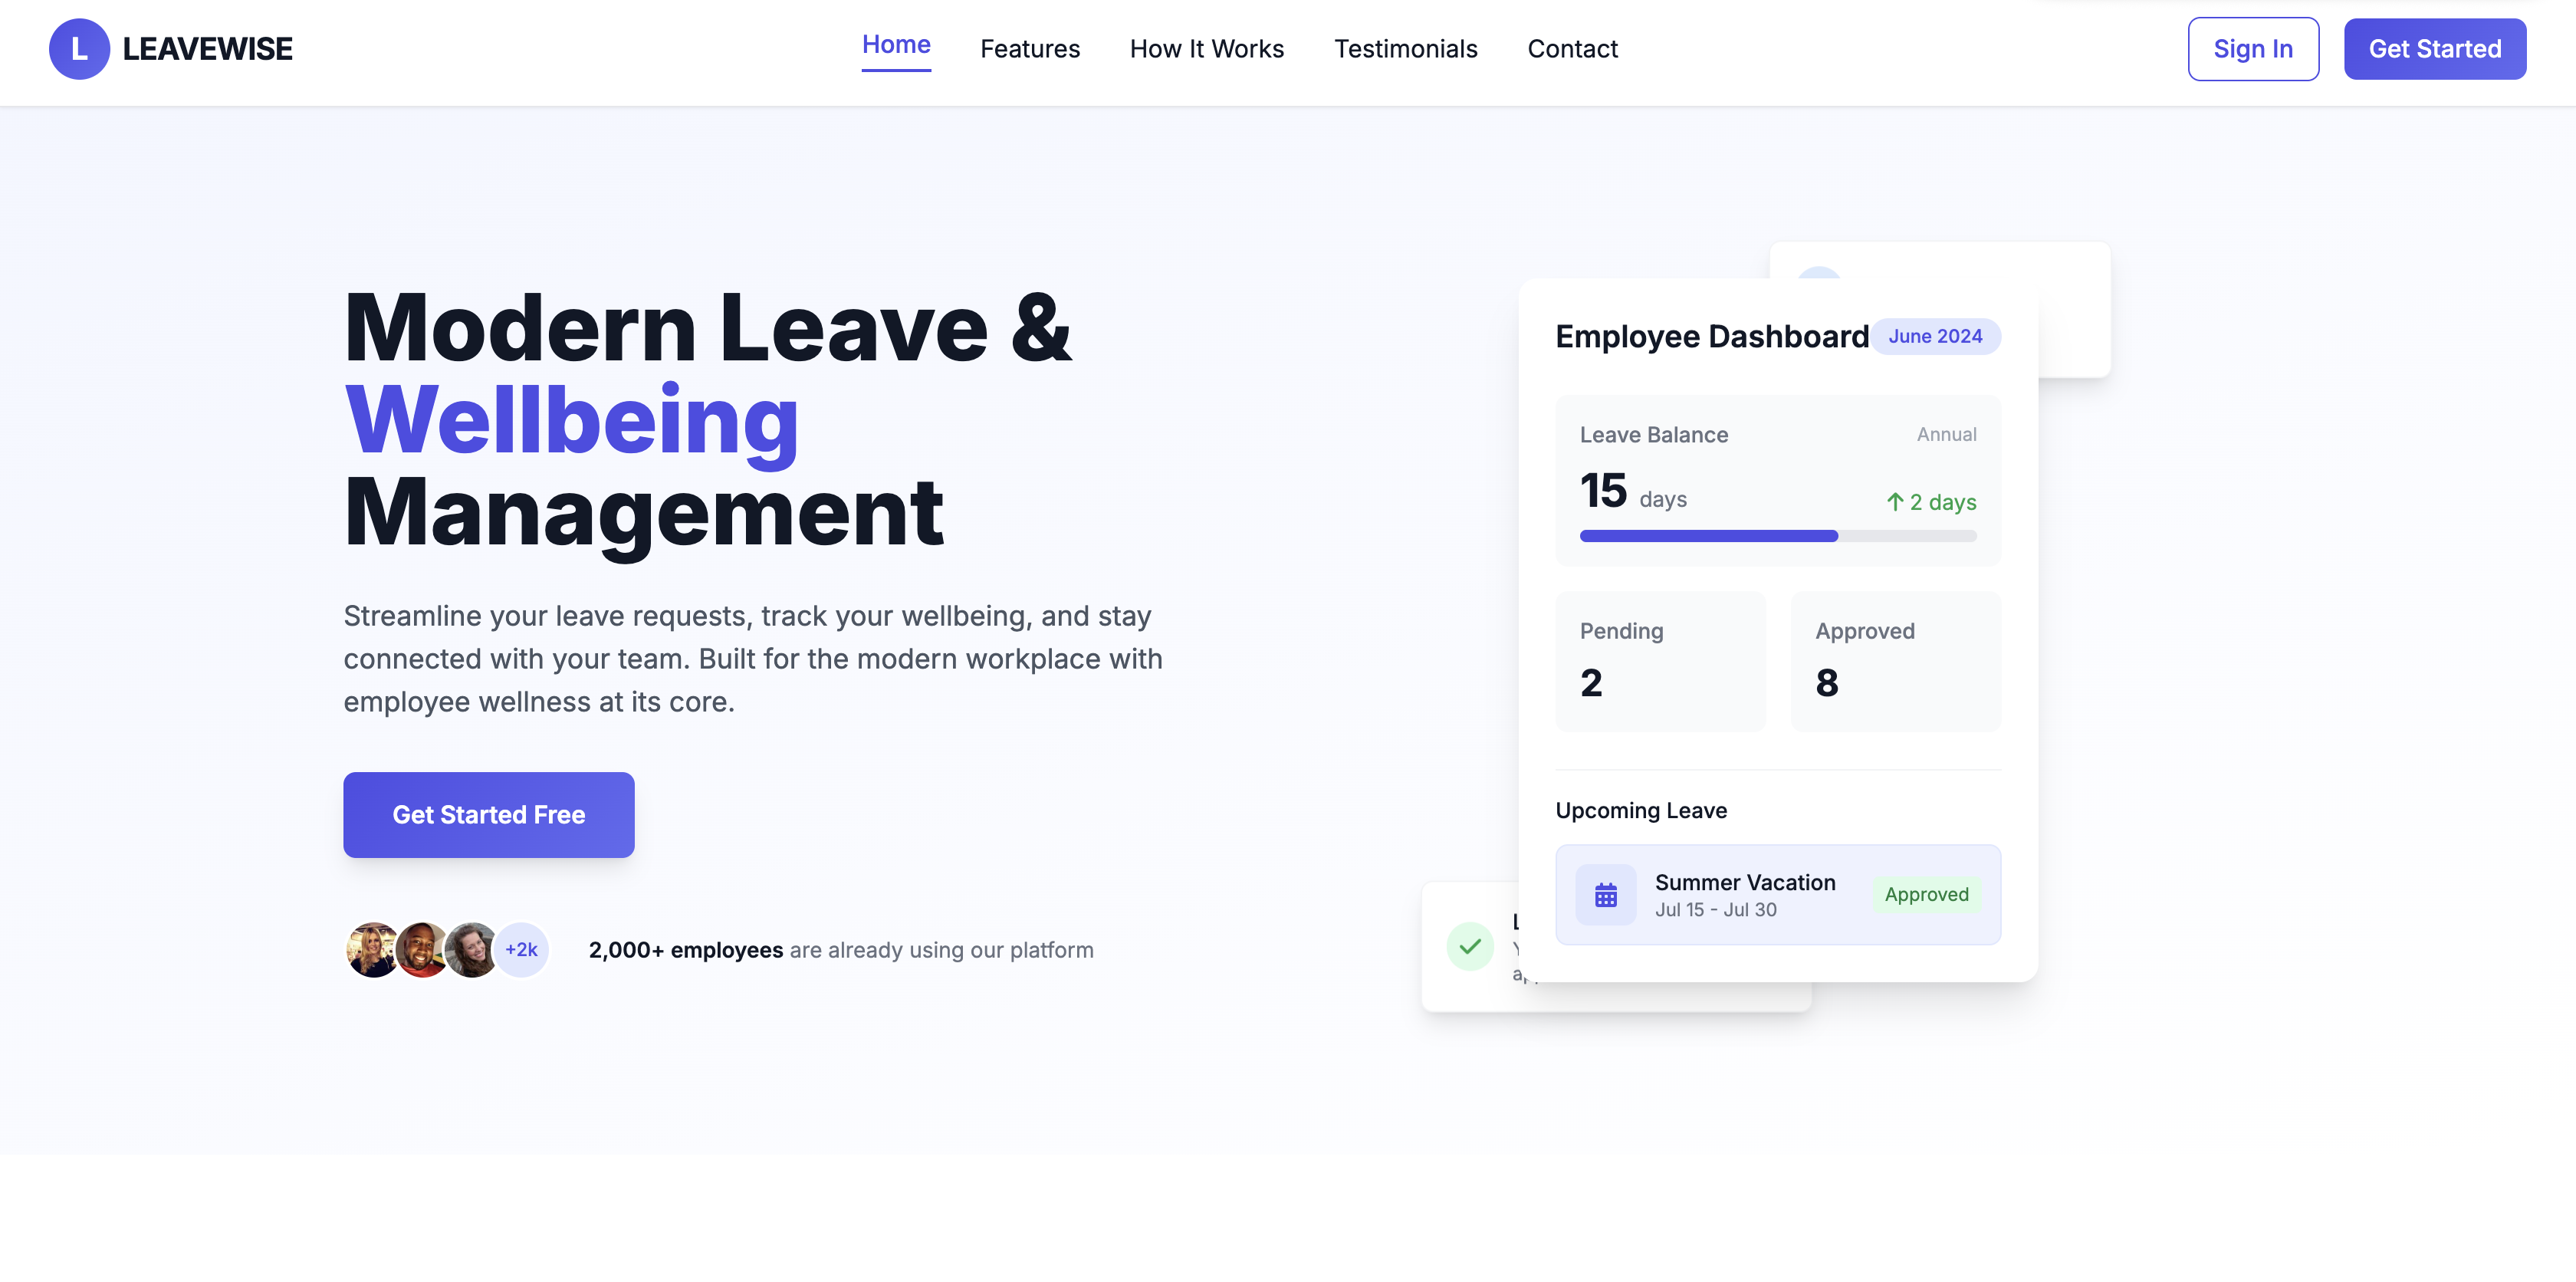 L LEAVEWISE
Home Features How It Works Testimonials Contact
Sign In Get Started
Modern Leave &
Wellbeing
Management
Streamline your leave requests, track your wellbeing, and stay
connected with your team. Built for the modern workplace with
employee wellness at its core.
Get Started Free
+2k 2,000+ employees are already using our platform
Employee Dashboard June 2024
Leave Balance Annual
15 days ↑ 2 days
Pending Approved
2 8
Upcoming Leave
Summer Vacation
Jul 15 - Jul 30
Approved